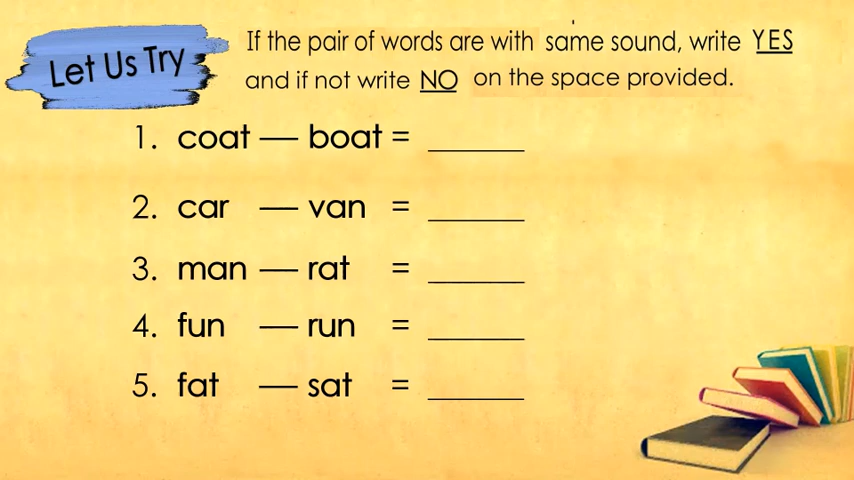 Let Us Try
If the pair of words are with same sound, write YES
and if not write NO on the space provided.
1. coat — boat = ______
2. car — van = ______
3. man — rat = ______
4. fun — run = ______
5. fat — sat = ______